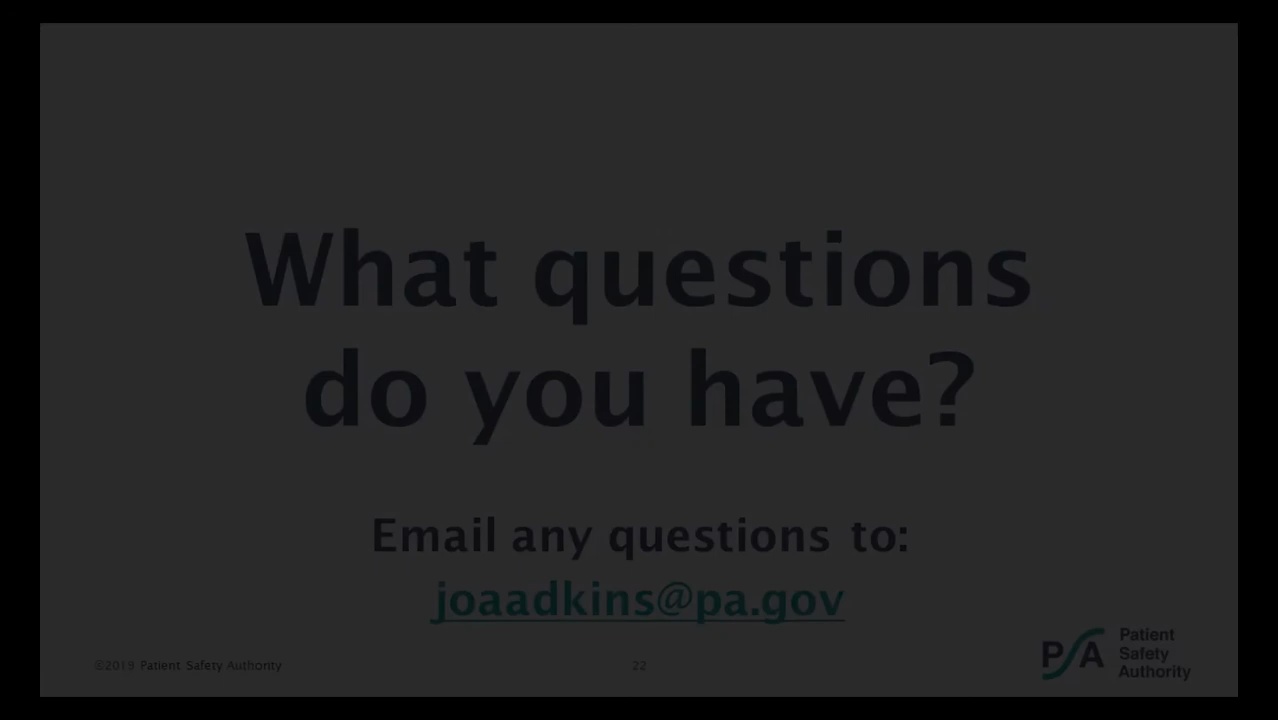 What questions
do you have?
Email any questions to:
joaadkins@pa.gov
©2019 Patient Safety Authority
22
PSA Patient
Safety
Authority